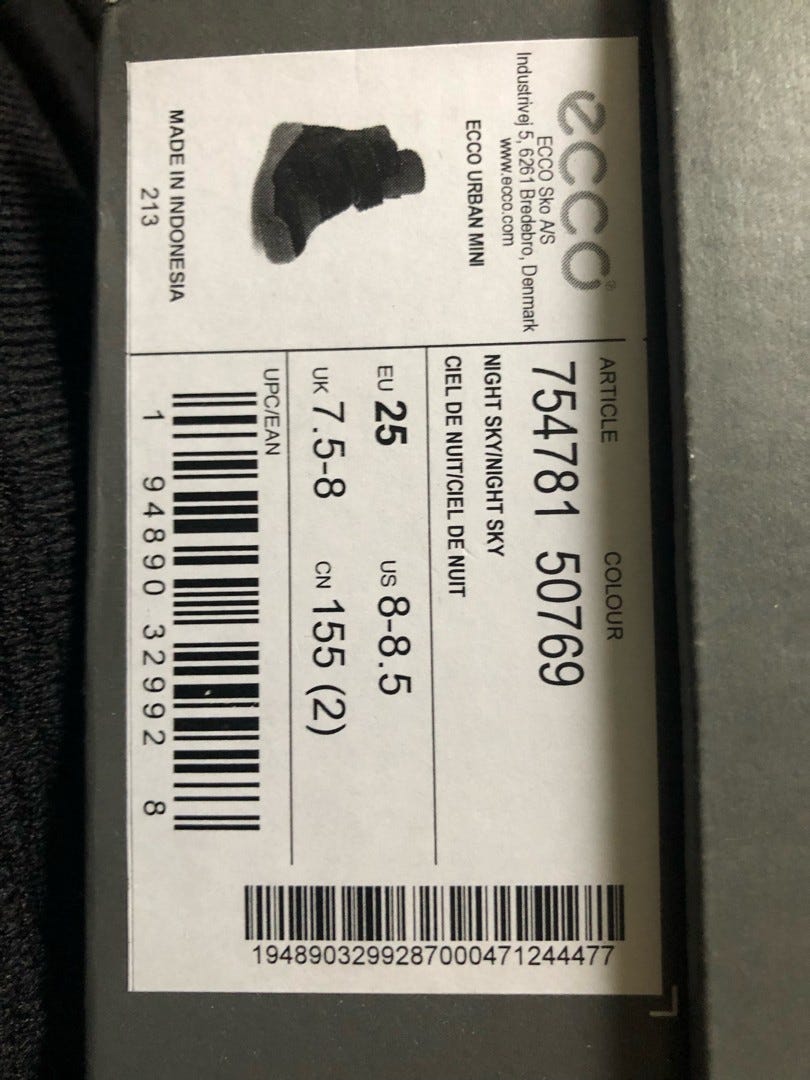 ecco®
ECCO Sko A/S
Industrivej 5, 6261 Bredebro, Denmark
www.ecco.com
ECCO URBAN MINI
MADE IN INDONESIA
213
ARTICLE COLOUR
754781 50769
NIGHT SKY/NIGHT SKY
CIEL DE NUIT/CIEL DE NUIT
EU 25 US 8-8.5
UK 7.5-8 CN 155 (2)
UPC/EAN
1 94890 32992 8
1948903299287000471244477